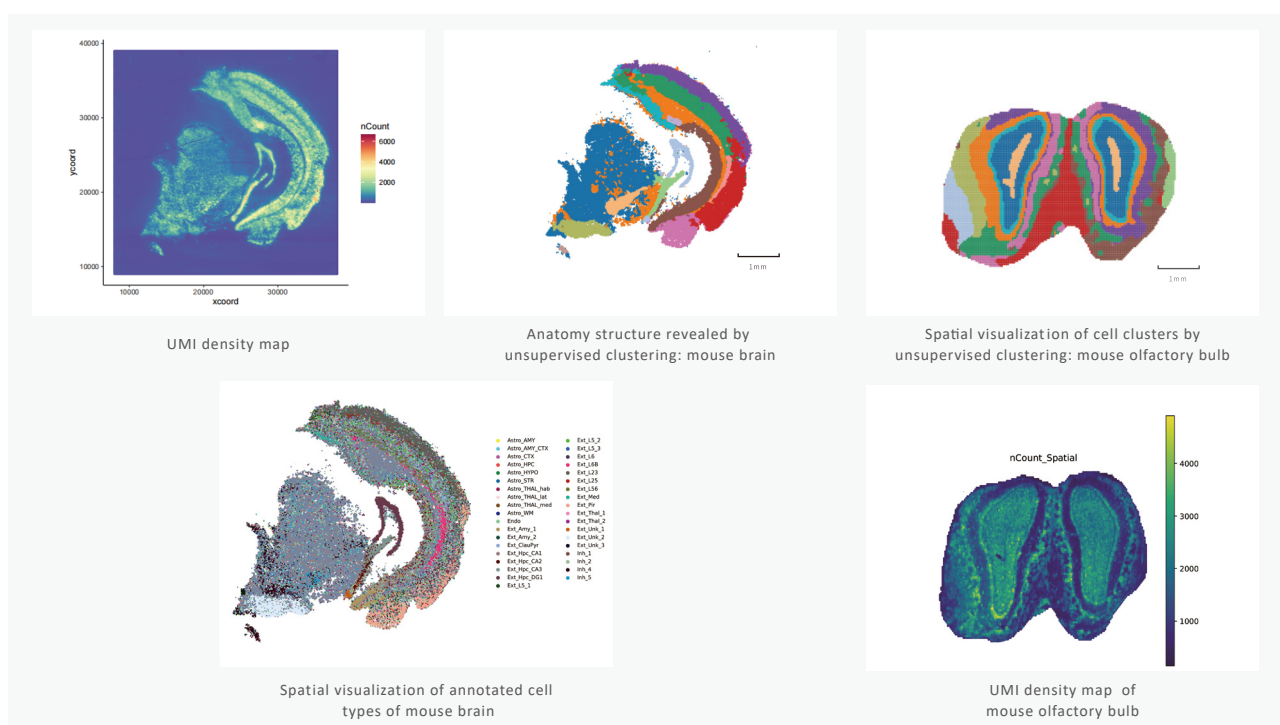 40000
30000
20000
10000
ycoord
10000 20000 30000
xcoord
nCount
6000
4000
2000
UMI density map
1mm
Anatomy structure revealed by
unsupervised clustering: mouse brain
1mm
Spatial visualization of cell clusters by
unsupervised clustering: mouse olfactory bulb
Astro_AMY
Astro_AMY_CTX
Astro_CTX
Astro_HPC
Astro_HYPO
Astro_STR
Astro_THAL_hab
Astro_THAL_lat
Astro_THAL_med
Astro_WM
Endo
Ext_Amy_1
Ext_Amy_2
Ext_ClauPyr
Ext_Hpc_CA1
Ext_Hpc_CA2
Ext_Hpc_CA3
Ext_Hpc_DG1
Ext_L5_1
Ext_L5_2
Ext_L5_3
Ext_L6
Ext_L6B
Ext_L23
Ext_L25
Ext_L56
Ext_Med
Ext_Pir
Ext_Thal_1
Ext_Thal_2
Ext_Unk_1
Ext_Unk_2
Ext_Unk_3
Inh_1
Inh_2
Inh_4
Inh_5
Spatial visualization of annotated cell
types of mouse brain
nCount_Spatial
4000
3000
2000
1000
UMI density map of
mouse olfactory bulb